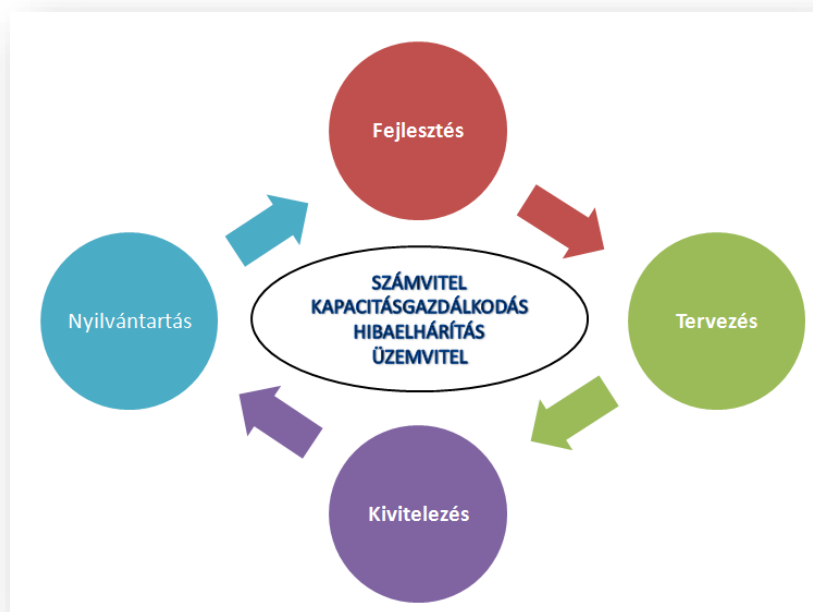 Fejlesztés
Nyilvántartás
SZÁMVITEL
KAPACITÁSGAZDÁLKODÁS
HIBAELHÁRÍTÁS
ÜZEMVITEL
Tervezés
Kivitelezés